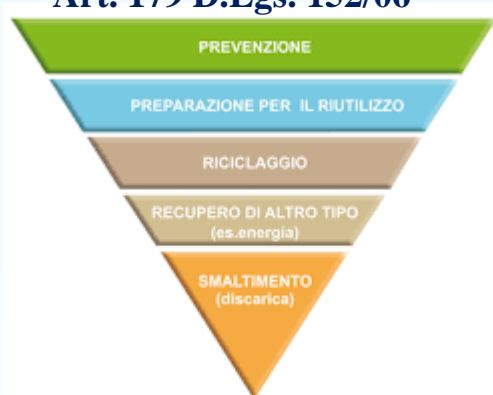 Art. 179 D.Lgs. 152/06
PREVENZIONE
PREPARAZIONE PER IL RIUTILIZZO
RICICLAGGIO
RECUPERO DI ALTRO TIPO
(es.energia)
SMALTIMENTO
(discarica)